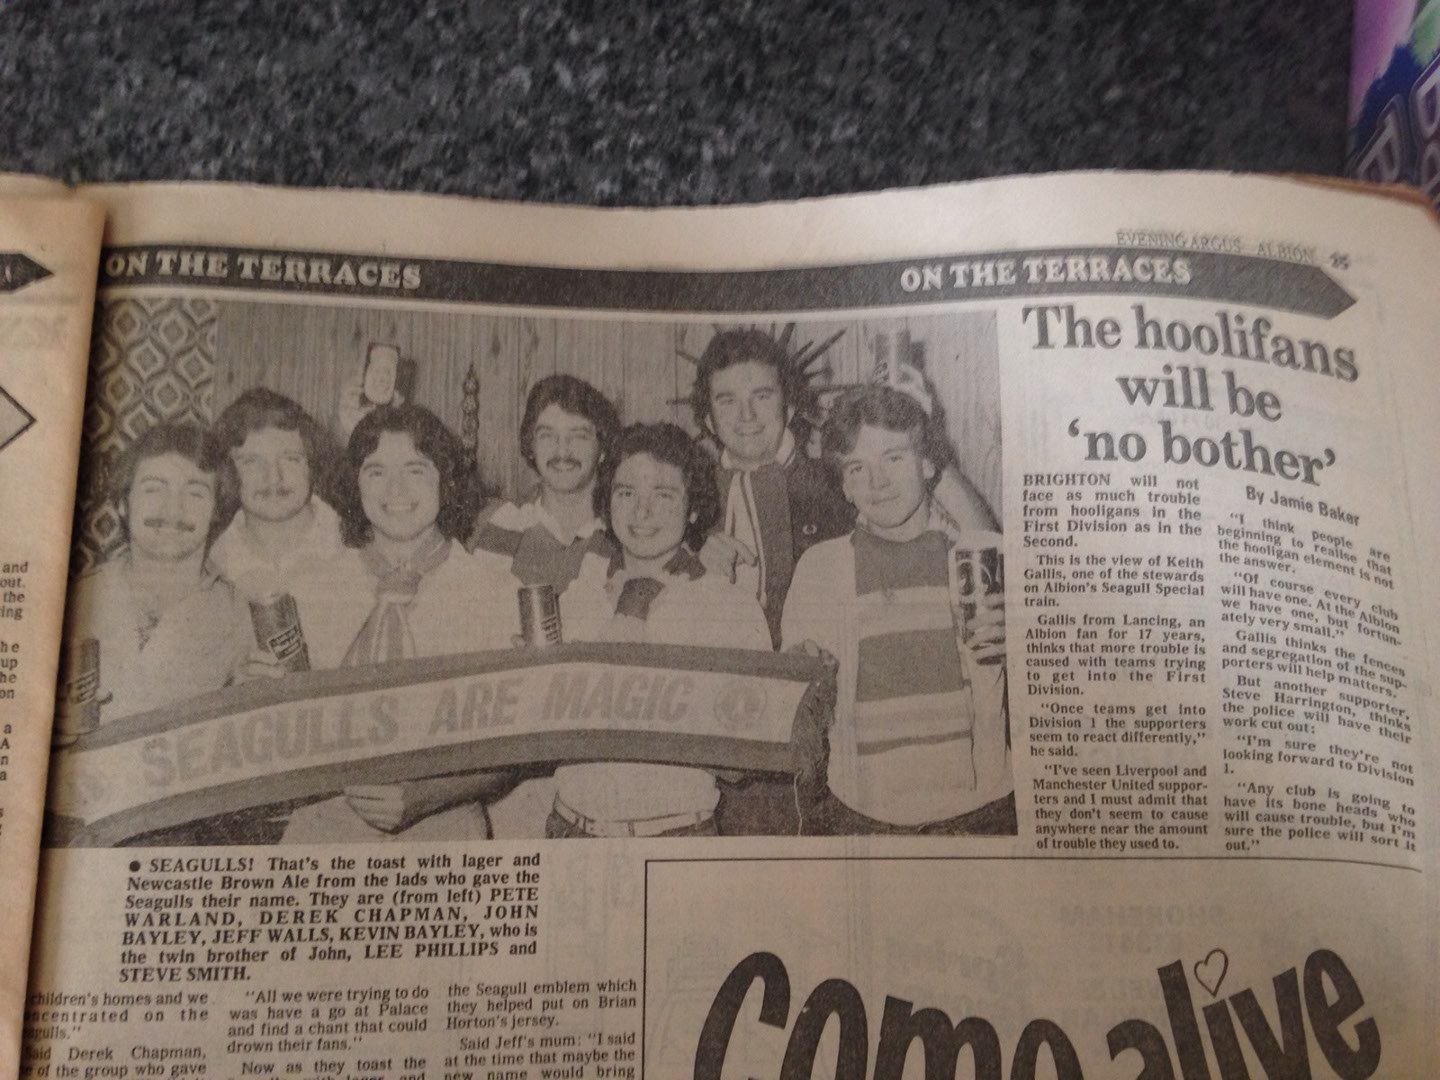 EVENING ARGUS ALBION
ON THE TERRACES
ON THE TERRACES
SEAGULLS ARE MAGIC
The hoolifans
will be
'no bother'
By Jamie Baker
BRIGHTON will not
face as much trouble
from hooligans in the
First Division as in the
Second.
This is the view of Keith
Gallis, one of the stewards
on Albion's Seagull Special
train.
Gallis from Lancing, an
Albion fan for 17 years,
thinks that more trouble is
caused with teams trying
to get into the First
Division.
"Once teams get into
Division 1 the supporters
seem to react differently,"
he said.
"I've seen Liverpool and
Manchester United suppor-
ters and I must admit that
they don't seem to cause
anywhere near the amount
of trouble they used to.
"I think people are
beginning to realise that
the hooligan element is not
the answer.
"Of course every club
will have one. At the Albion
we have one, but fortun-
ately very small."
Gallis thinks the fences
and segregation of the sup-
porters will help matters.
But another supporter,
Steve Harrington, thinks
the police will have their
work cut out:
"I'm sure they're not
looking forward to Division
1.
"Any club is going to
have its bone heads who
will cause trouble, but I'm
sure the police will sort it
out."
● SEAGULLS! That's the toast with lager and
Newcastle Brown Ale from the lads who gave the
Seagulls their name. They are (from left) PETE
WARLAND, DEREK CHAPMAN, JOHN
BAYLEY, JEFF WALLS, KEVIN BAYLEY, who is
the twin brother of John, LEE PHILLIPS and
STEVE SMITH.
children's homes and we
on the
Said Derek Chapman,
of the group who gave
"All we were trying to do
was have a go at Palace
and find a chant that could
drown their fans."
Now as they toast the
the Seagull emblem which
they helped put on Brian
Horton's jersey.
Said Jeff's mum: "I said
at the time that maybe the
new name would bring
Come alive
and
out.
the
up
on
a
A